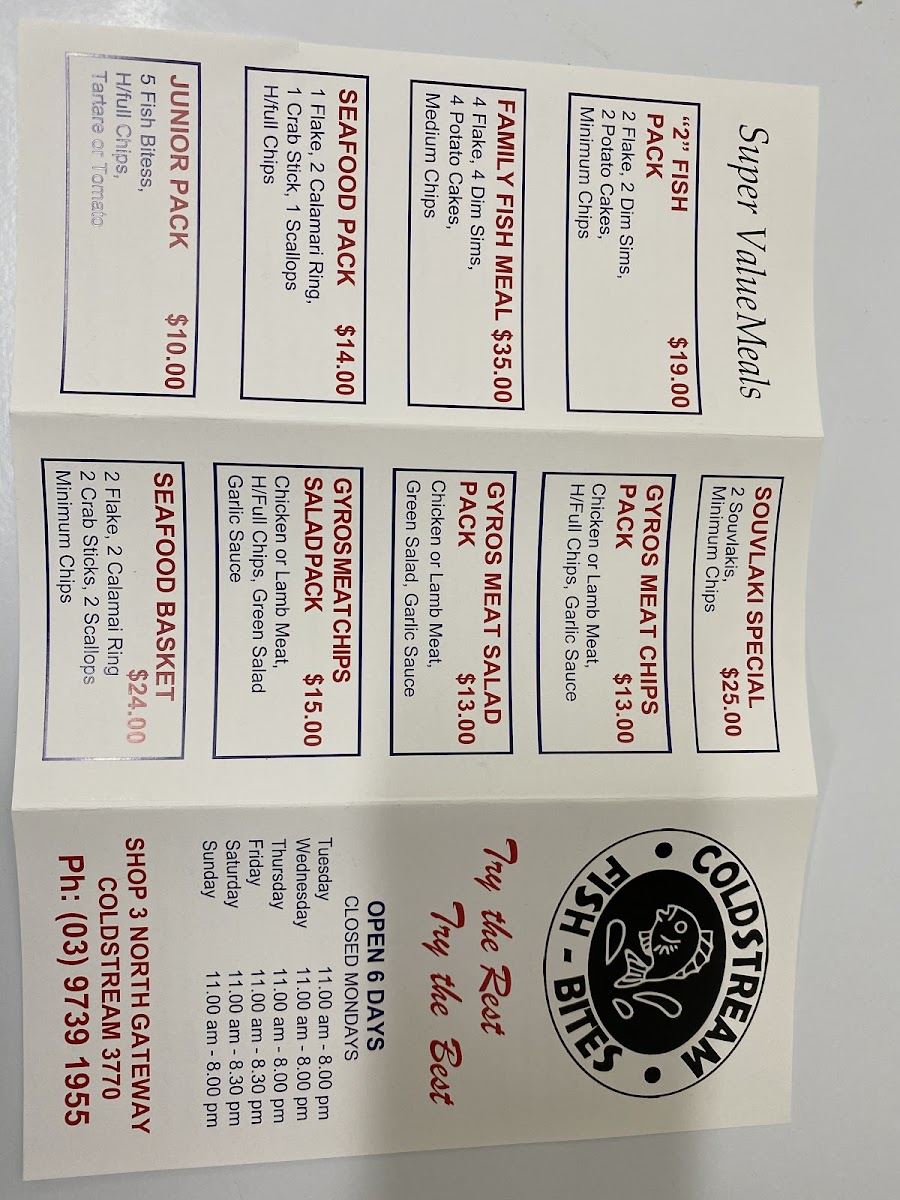 Super Value Meals
"2" FISH
PACK $19.00
2 Flake, 2 Dim Sims,
2 Potato Cakes,
Minimum Chips
FAMILY FISH MEAL $35.00
4 Flake, 4 Dim Sims,
4 Potato Cakes,
Medium Chips
SEAFOOD PACK $14.00
1 Flake, 2 Calamari Ring,
1 Crab Stick, 1 Scallops
H/full Chips
JUNIOR PACK $10.00
5 Fish Bitess,
H/full Chips,
Tartare or Tomato
SOUVLAKI SPECIAL
2 Souvlakis, $25.00
Minimum Chips
GYROS MEAT CHIPS
PACK $13.00
Chicken or Lamb Meat,
H/Full Chips, Garlic Sauce
GYROS MEAT SALAD
PACK $13.00
Chicken or Lamb Meat,
Green Salad, Garlic Sauce
GYROS MEAT CHIPS
SALAD PACK $15.00
Chicken or Lamb Meat,
H/Full Chips, Green Salad
Garlic Sauce
SEAFOOD BASKET
$24.00
2 Flake, 2 Calamai Ring
2 Crab Sticks, 2 Scallops
Minimum Chips
COLDSTREAM
FISH - BITES
Try the Rest
Try the Best
OPEN 6 DAYS
CLOSED MONDAYS
Tuesday 11.00 am - 8.00 pm
Wednesday 11.00 am - 8.00 pm
Thursday 11.00 am - 8.00 pm
Friday 11.00 am - 8.30 pm
Saturday 11.00 am - 8.30 pm
Sunday 11.00 am - 8.00 pm
SHOP 3 NORTH GATEWAY
COLDSTREAM 3770
Ph: (03) 9739 1955